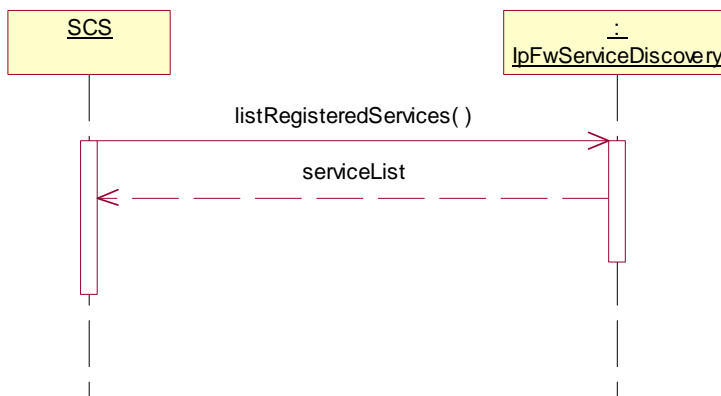 SCS
:
IpFwServiceDiscovery
listRegisteredServices( )
serviceList